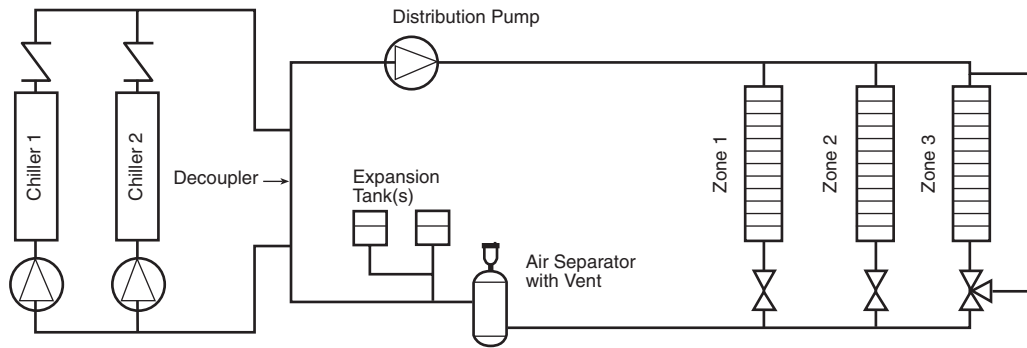 Distribution Pump
Chiller 1
Chiller 2
Decoupler
Expansion
Tank(s)
Air Separator
with Vent
Zone 1
Zone 2
Zone 3